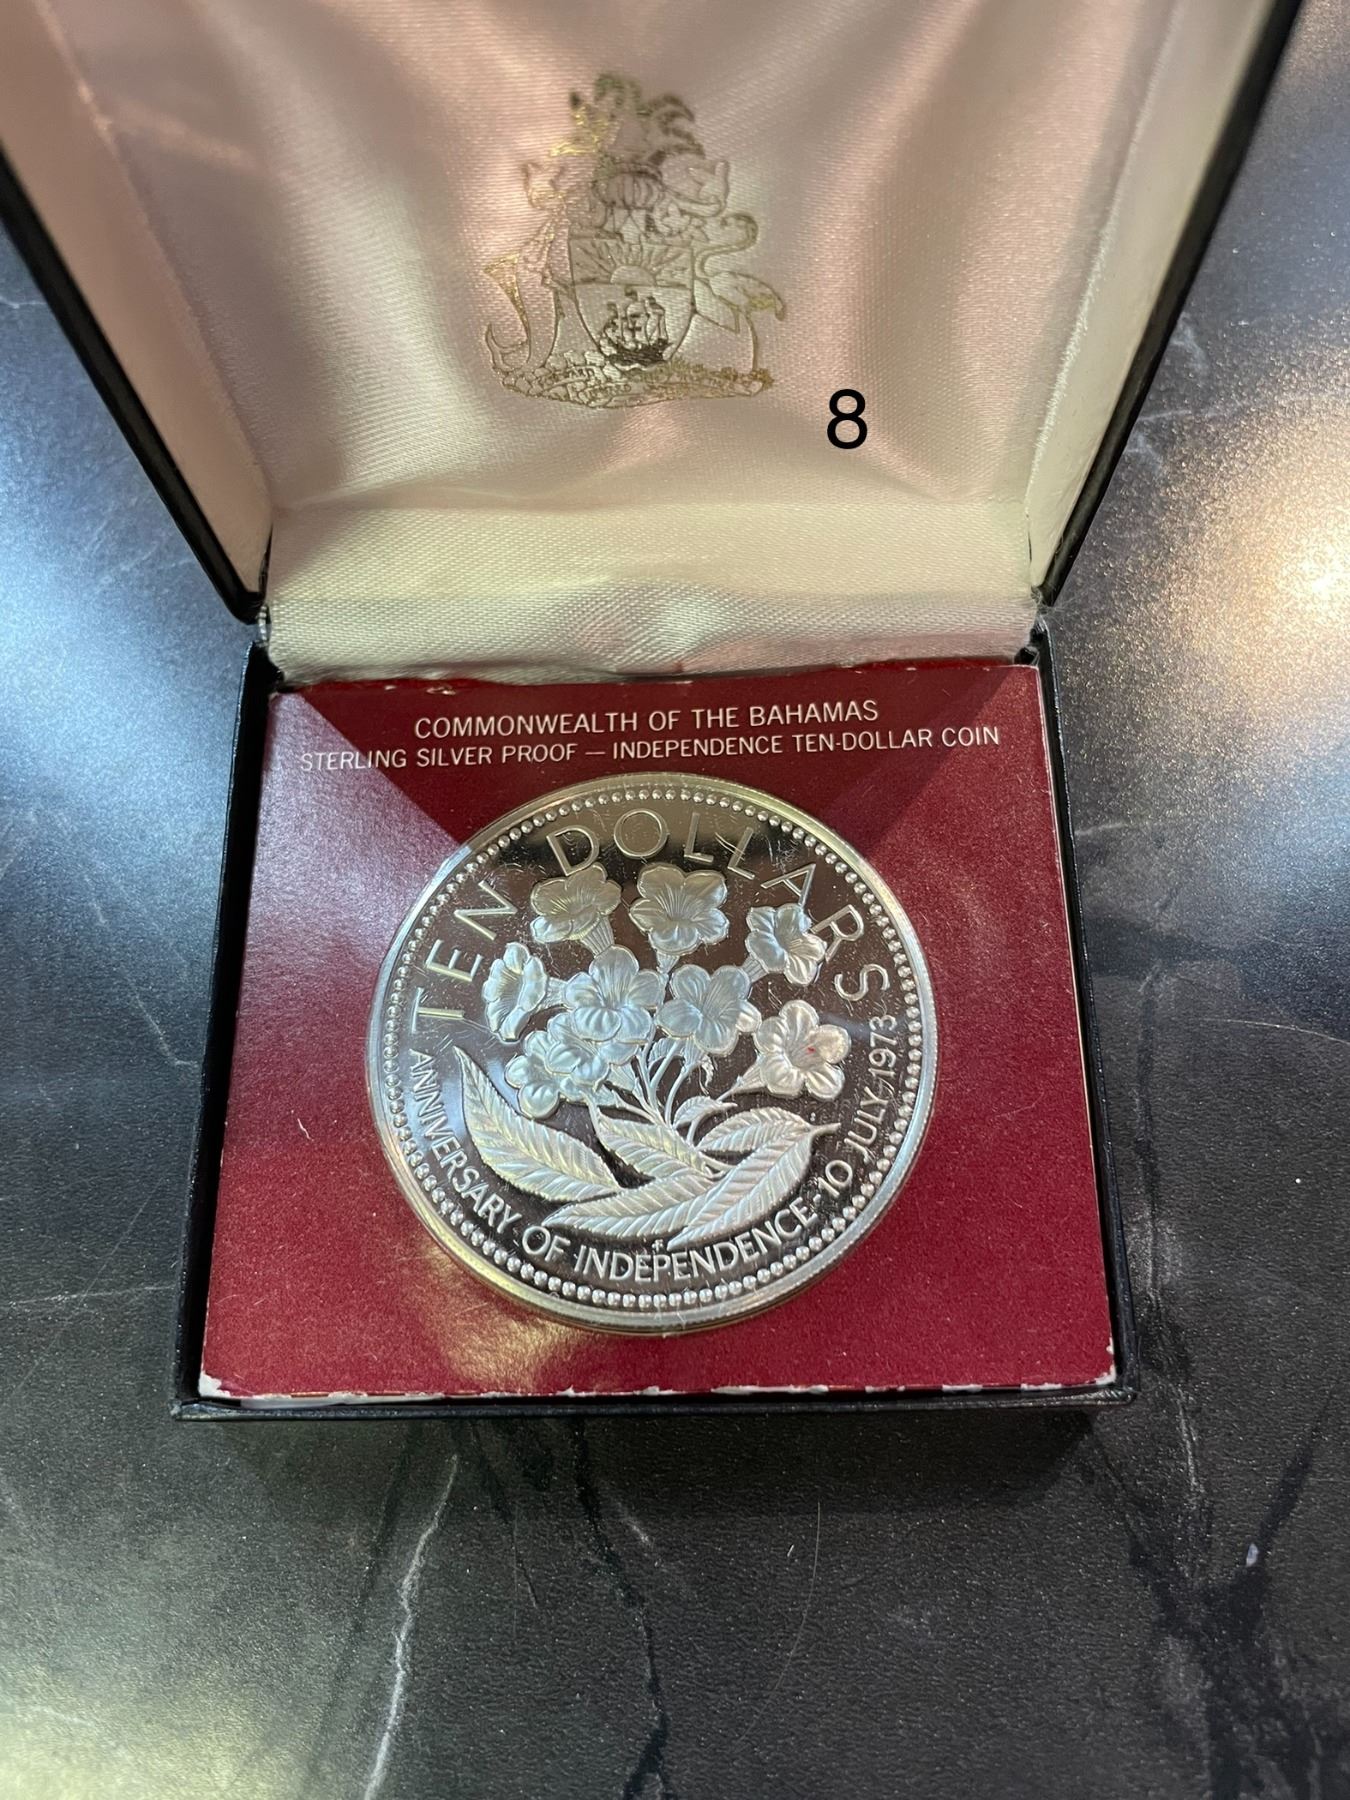 8
COMMONWEALTH OF THE BAHAMAS
STERLING SILVER PROOF — INDEPENDENCE TEN-DOLLAR COIN
TEN DOLLARS
ANNIVERSARY OF INDEPENDENCE · 10 JULY, 1973